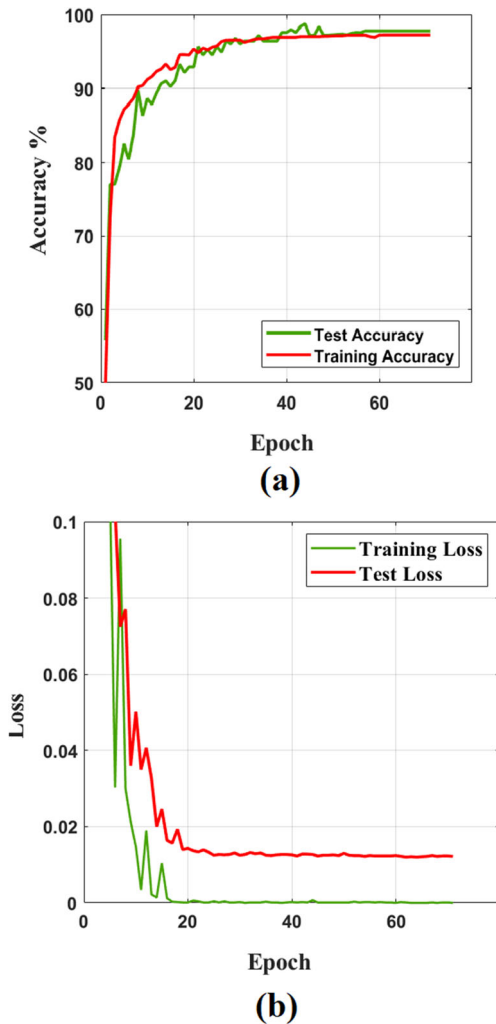 100
90
80
70
60
50
Accuracy %
Test Accuracy
Training Accuracy
0 20 40 60
Epoch
(a)
0.1
0.08
0.06
0.04
0.02
0
Loss
Training Loss
Test Loss
0 20 40 60
Epoch
(b)